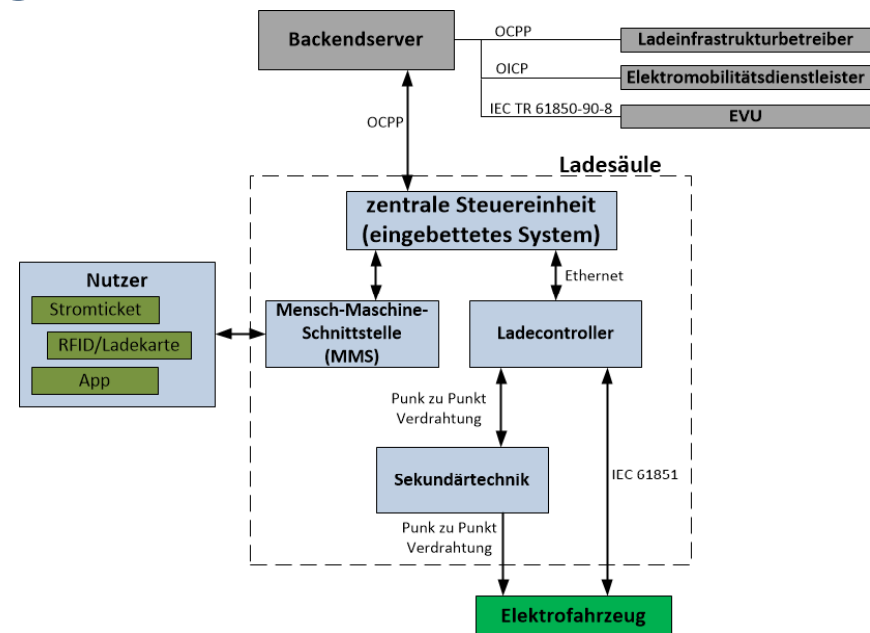 Backendserver
OCPP
Ladeinfrastrukturbetreiber
OICP
Elektromobilitätsdienstleister
IEC TR 61850-90-8
EVU
OCPP
Ladesäule
zentrale Steuereinheit
(eingebettetes System)
Ethernet
Nutzer
Stromticket
RFID/Ladekarte
App
Mensch-Maschine-
Schnittstelle
(MMS)
Ladecontroller
Punk zu Punkt
Verdrahtung
IEC 61851
Sekundärtechnik
Punk zu Punkt
Verdrahtung
Elektrofahrzeug